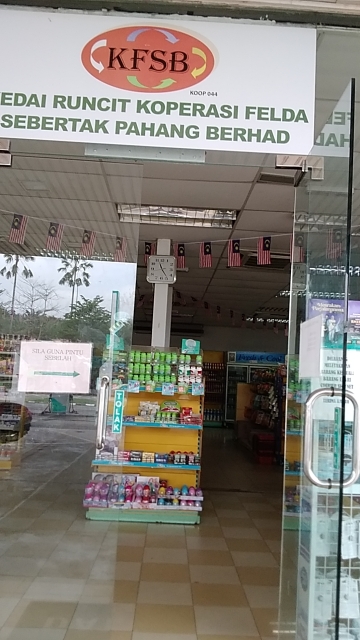 KFSB
KOOP 044
EDAI RUNCIT KOPERASI FELDA
SEBERTAK PAHANG BERHAD
SILA GUNA PINTU
SEBELAH
TOLAK